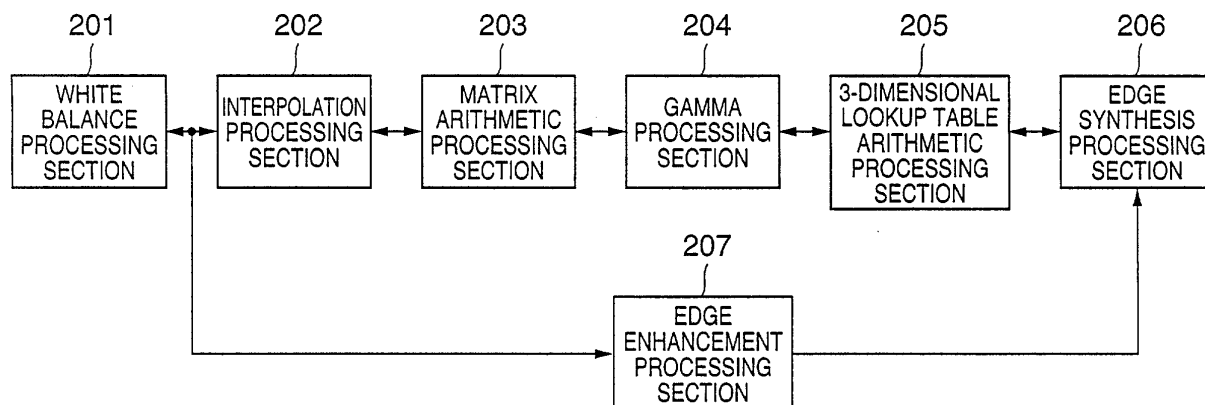 201
202
203
204
205
206
WHITE
BALANCE
PROCESSING
SECTION
INTERPOLATION
PROCESSING
SECTION
MATRIX
ARITHMETIC
PROCESSING
SECTION
GAMMA
PROCESSING
SECTION
3-DIMENSIONAL
LOOKUP TABLE
ARITHMETIC
PROCESSING
SECTION
EDGE
SYNTHESIS
PROCESSING
SECTION
207
EDGE
ENHANCEMENT
PROCESSING
SECTION